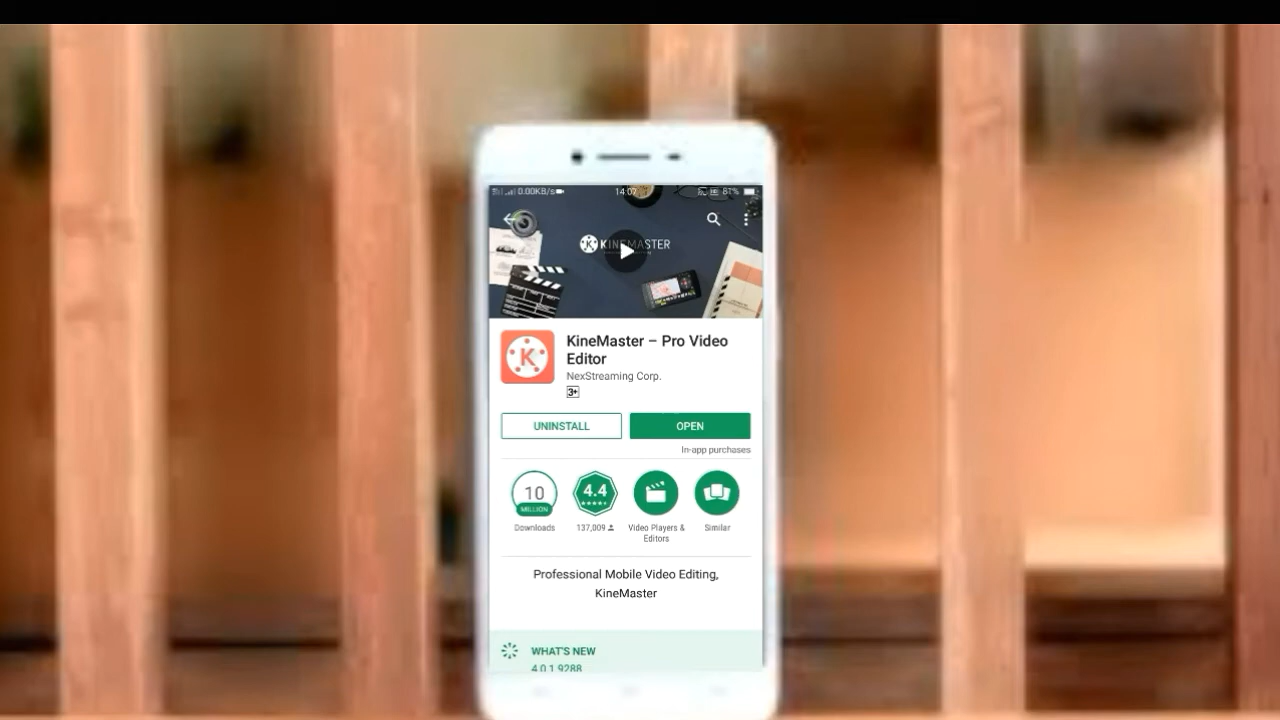 0.00KB/s 14:07 81%
KINEMASTER
KineMaster – Pro Video
Editor
NexStreaming Corp.
3+
UNINSTALL OPEN
In-app purchases
10 4.4
MILLION
Downloads 137,009 Video Players & Similar
Editors
Professional Mobile Video Editing,
KineMaster
WHAT'S NEW
4.0.1.9288